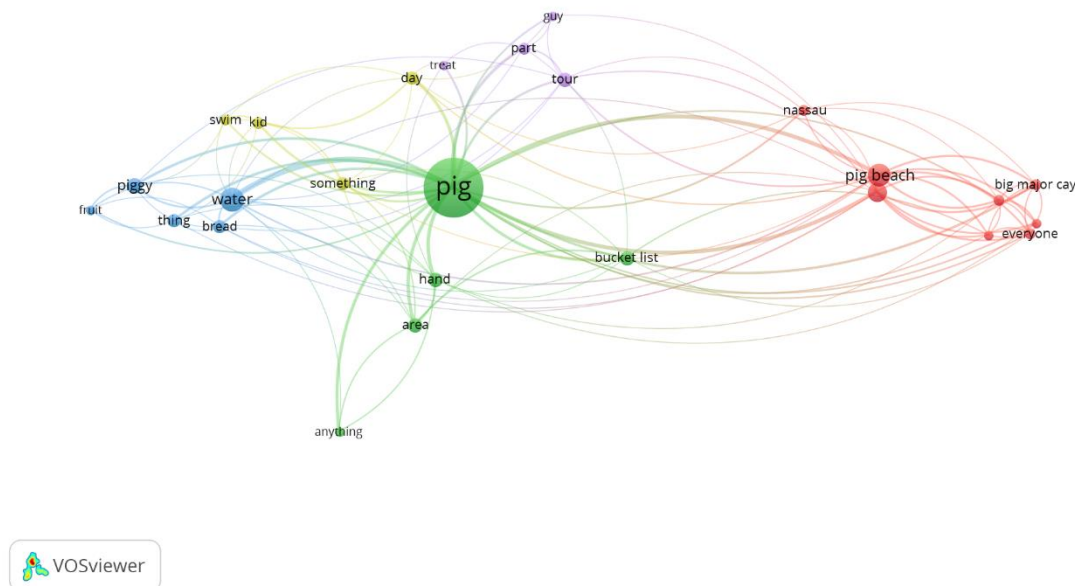 guy
part
treat
tour
day
nassau
swim
kid
pig beach
piggy
something
pig
big major cay
water
fruit
thing
bread
everyone
bucket list
hand
area
anything
VOSviewer